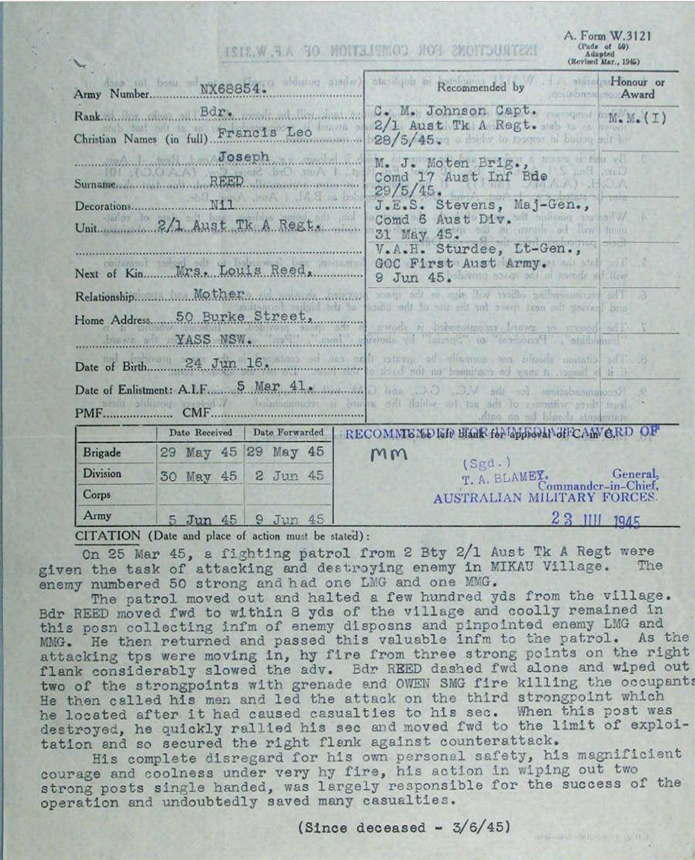 A. Form W.3121
(Pads of 50)
Adapted
(Revised Mar., 1945)
Army Number NX68854.
Rank Bdr.
Christian Names (in full) Francis Leo
Joseph
Surname REED
Decorations Nil
Unit 2/1 Aust Tk A Regt.
Next of Kin Mrs. Louis Reed,
Relationship Mother
Home Address 50 Burke Street,
YASS NSW.
Date of Birth 24 Jun 16.
Date of Enlistment: A.I.F. 5 Mar 41.
PMF. CMF.
Recommended by
C. M. Johnson Capt.
2/1 Aust Tk A Regt.
28/5/45.
M. J. Moten Brig.,
Comd 17 Aust Inf Bde
29/5/45.
J.E.S. Stevens, Maj-Gen.,
Comd 6 Aust Div.
31 May 45.
V.A.H. Sturdee, Lt-Gen.,
GOC First Aust Army.
9 Jun 45.
Honour or
Award
M.M.(I)
Date Received Date Forwarded
Brigade 29 May 45 29 May 45
Division 30 May 45 2 Jun 45
Corps
Army 5 Jun 45 9 Jun 45
RECOMMENDED FOR IMMEDIATE AWARD OF
To be left blank for approval of C.-in-C.
MM
(Sgd.)
T. A. BLAMEY. General,
Commander-in-Chief,
AUSTRALIAN MILITARY FORCES.
23 1945
CITATION (Date and place of action must be stated):
On 25 Mar 45, a fighting patrol from 2 Bty 2/1 Aust Tk A Regt were
given the task of attacking and destroying enemy in MIKAU Village. The
enemy numbered 50 strong and had one LMG and one MMG.
The patrol moved out and halted a few hundred yds from the village.
Bdr REED moved fwd to within 8 yds of the village and coolly remained in
this posn collecting infm of enemy disposns and pinpointed enemy LMG and
MMG. He then returned and passed this valuable infm to the patrol. As the
attacking tps were moving in, hy fire from three strong points on the right
flank considerably slowed the adv. Bdr REED dashed fwd alone and wiped out
two of the strongpoints with grenade and OWEN SMG fire killing the occupants
He then called his men and led the attack on the third strongpoint which
he located after it had caused casualties to his sec. When this post was
destroyed, he quickly rallied his sec and moved fwd to the limit of exploi-
tation and so secured the right flank against counterattack.
His complete disregard for his own personal safety, his magnificient
courage and coolness under very hy fire, his action in wiping out two
strong posts single handed, was largely responsible for the success of the
operation and undoubtedly saved many casualties.
(Since deceased - 3/6/45)